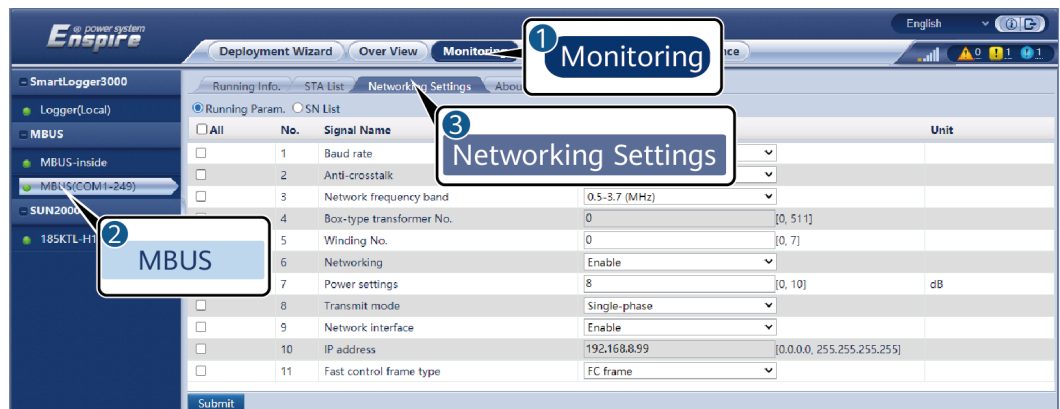 e power system
Enspire
English
Deployment Wizard Over View Monitoring
0 1 1
1 Monitoring
SmartLogger3000
Running Info. STA List Networking Settings Abou
Logger(Local)
Running Param. SN List
MBUS
All No. Signal Name Unit
3 Networking Settings
MBUS-inside
1 Baud rate
MBUS(COM1-249)
2 Anti-crosstalk
3 Network frequency band 0.5-3.7 (MHz)
SUN2000
4 Box-type transformer No. 0 [0, 511]
185KTL-H1
5 Winding No. 0 [0, 7]
2 MBUS
6 Networking Enable
7 Power settings 8 [0, 10] dB
8 Transmit mode Single-phase
9 Network interface Enable
10 IP address 192.168.8.99 [0.0.0.0, 255.255.255.255]
11 Fast control frame type FC frame
Submit